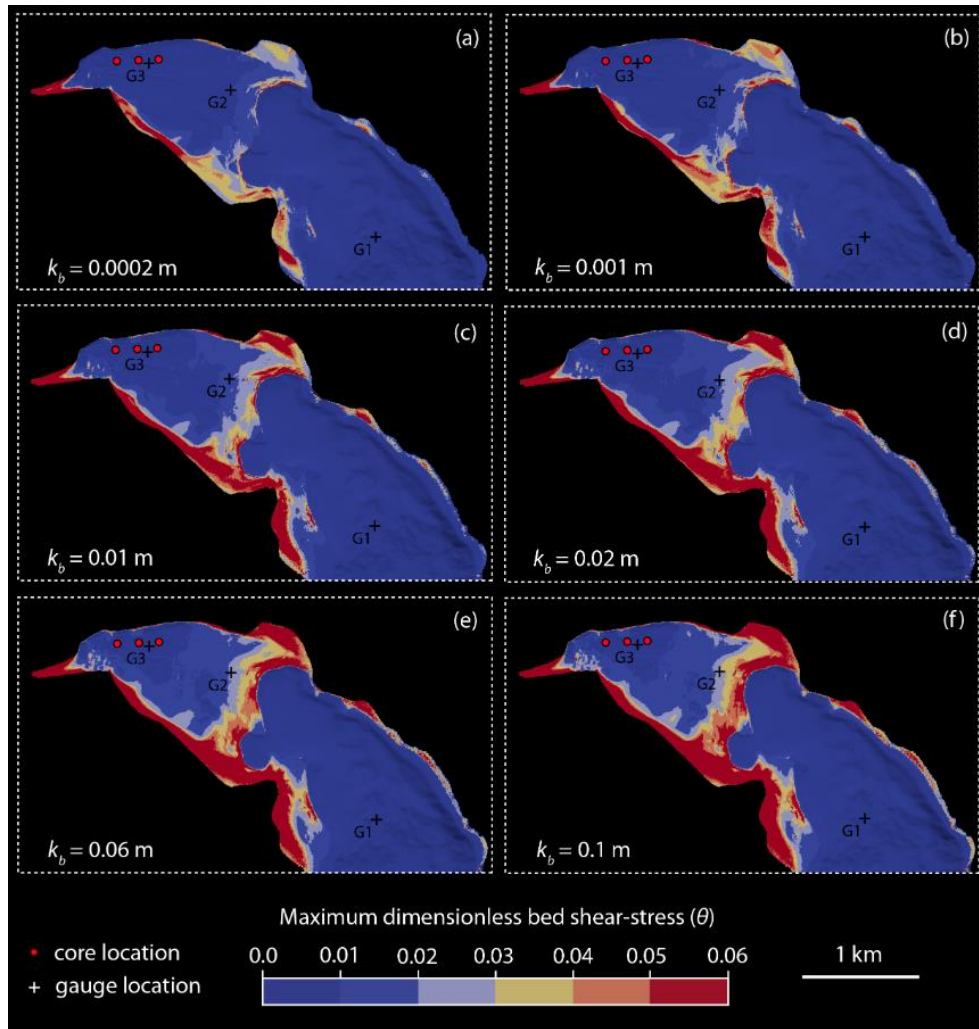 (a)
G3
G2
G1
k_b = 0.0002 m
(b)
G3
G2
G1
k_b = 0.001 m
(c)
G3
G2
G1
k_b = 0.01 m
(d)
G3
G2
G1
k_b = 0.02 m
(e)
G3
G2
G1
k_b = 0.06 m
(f)
G3
G2
G1
k_b = 0.1 m
Maximum dimensionless bed shear-stress (θ)
core location
gauge location
0.0 0.01 0.02 0.03 0.04 0.05 0.06
1 km